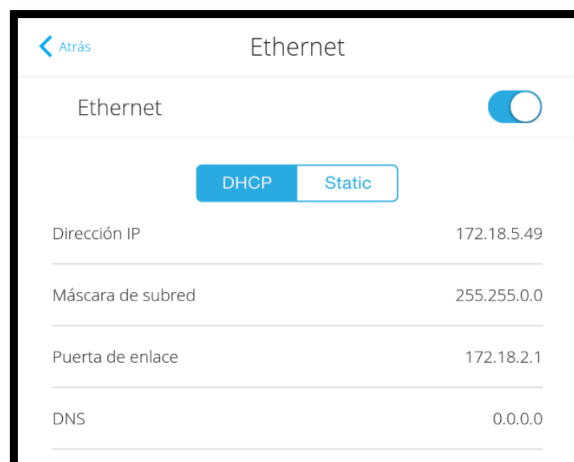 Atrás Ethernet
Ethernet
DHCP Static
Dirección IP 172.18.5.49
Máscara de subred 255.255.0.0
Puerta de enlace 172.18.2.1
DNS 0.0.0.0